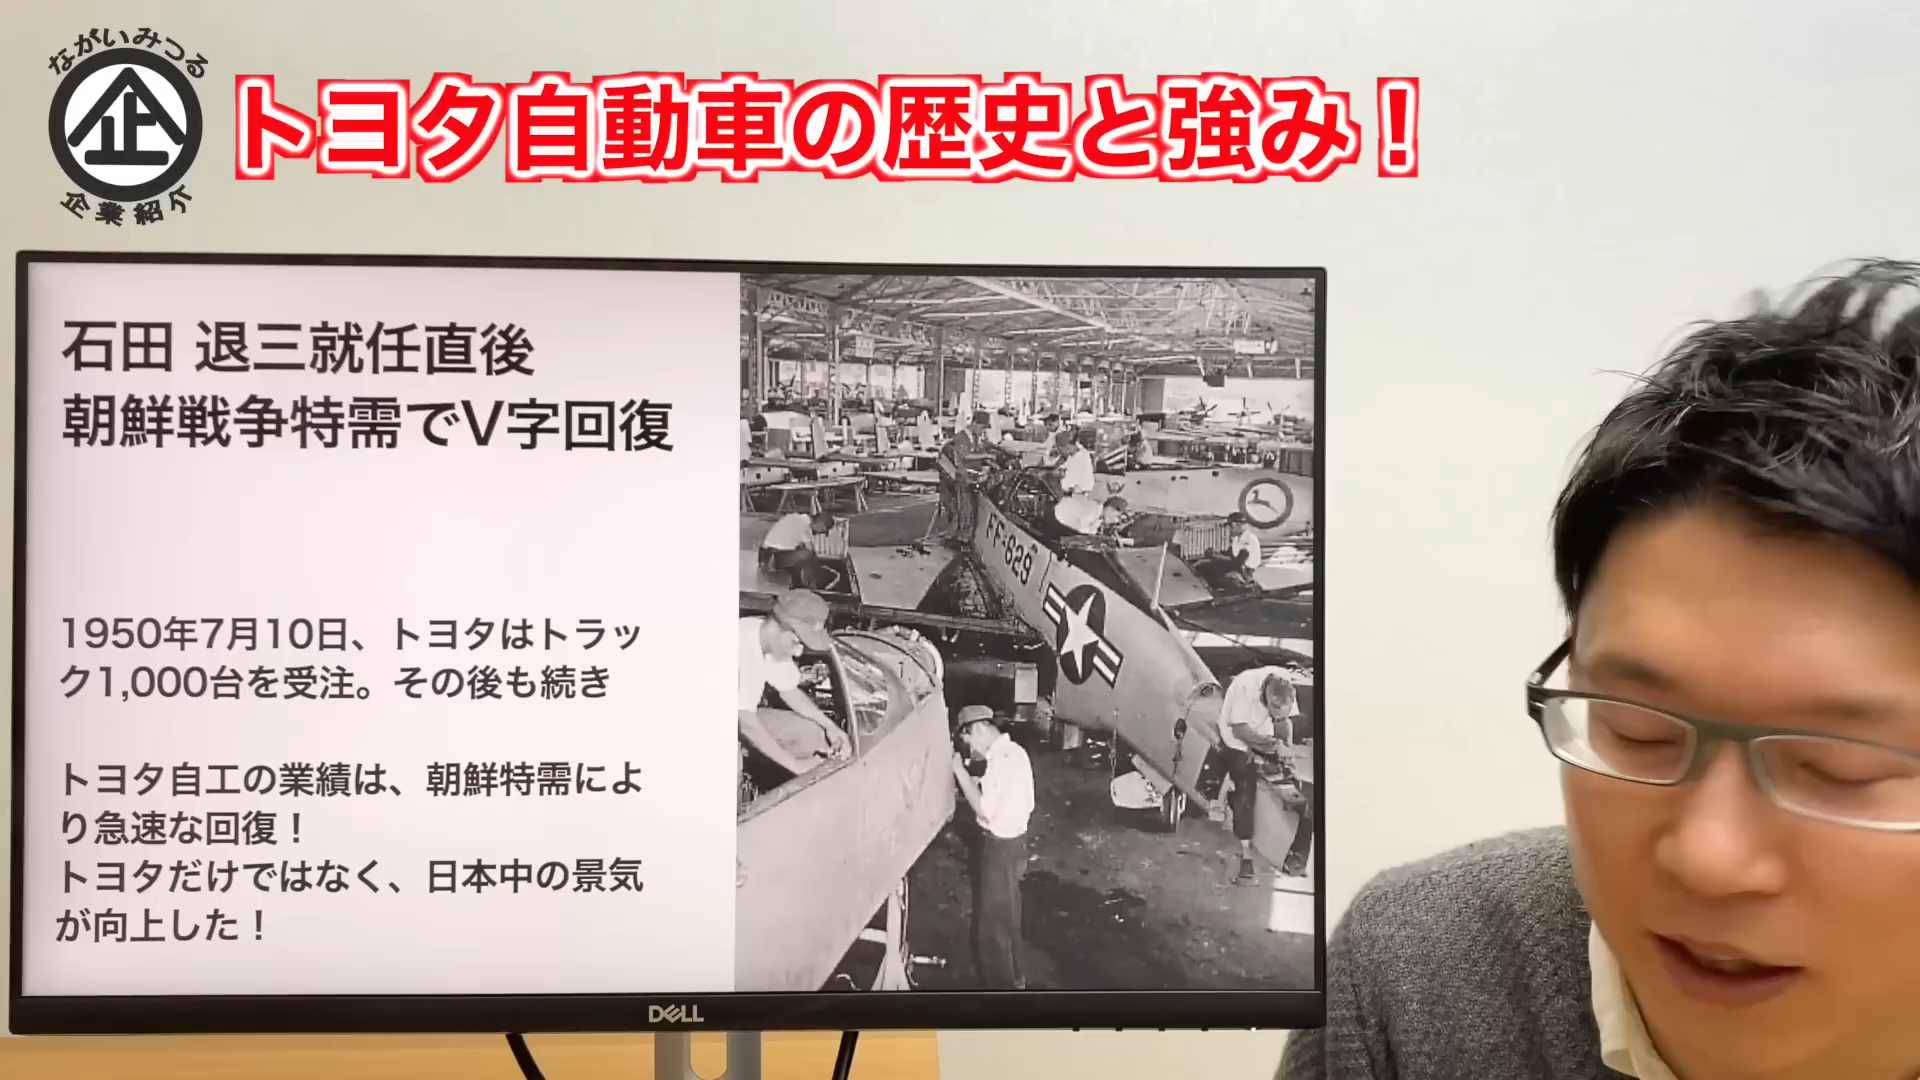 ながいみつる
企
企業紹介
トヨタ自動車の歴史と強み！
石田 退三就任直後
朝鮮戦争特需でV字回復
1950年7月10日、トヨタはトラッ
ク1,000台を受注。その後も続き
トヨタ自工の業績は、朝鮮特需によ
り急速な回復！
トヨタだけではなく、日本中の景気
が向上した！
FF-629
DELL